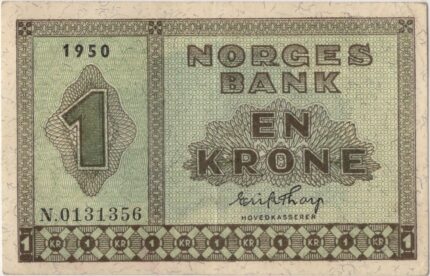 1950
NORGES
BANK
1
EN
KRONE
N.0131356
HOVEDKASSERER
1 KR 1 KR 1 KR 1 KR 1 KR 1 KR 1 KR 1